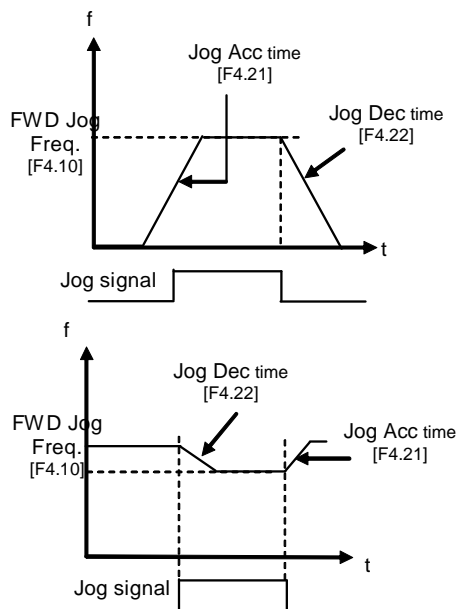 f
Jog Acc time
[F4.21]
Jog Dec time
[F4.22]
FWD Jog
Freq.
[F4.10]
t
Jog signal
f
Jog Dec time
[F4.22]
FWD Jog
Freq.
[F4.10]
Jog Acc time
[F4.21]
t
Jog signal